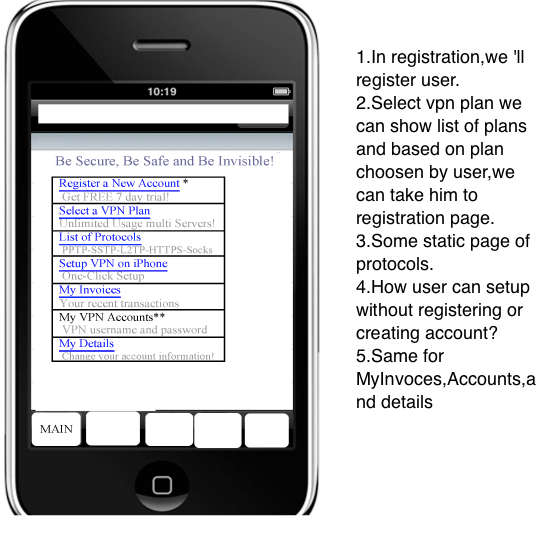 10:19
Be Secure, Be Safe and Be Invisible!
Register a New Account *
Get FREE 7 day trial!
Select a VPN Plan
Unlimited Usage multi Servers!
List of Protocols
PPTP-SSTP-L2TP-HTTPS-Socks
Setup VPN on iPhone
One-Click Setup
My Invoices
Your recent transactions
My VPN Accounts**
VPN username and password
My Details
Change your account information!
MAIN
1.In registration,we 'll
register user.
2.Select vpn plan we
can show list of plans
and based on plan
choosen by user,we
can take him to
registration page.
3.Some static page of
protocols.
4.How user can setup
without registering or
creating account?
5.Same for
MyInvoces,Accounts,a
nd details